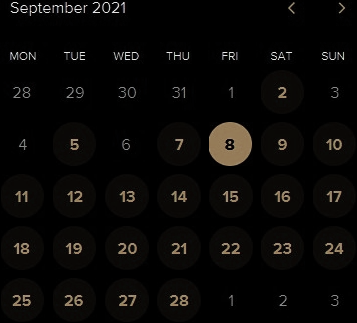 September 2021 < >
MON TUE WED THU FRI SAT SUN
28 29 30 31 1 2 3
4 5 6 7 8 9 10
11 12 13 14 15 16 17
18 19 20 21 22 23 24
25 26 27 28 1 2 3